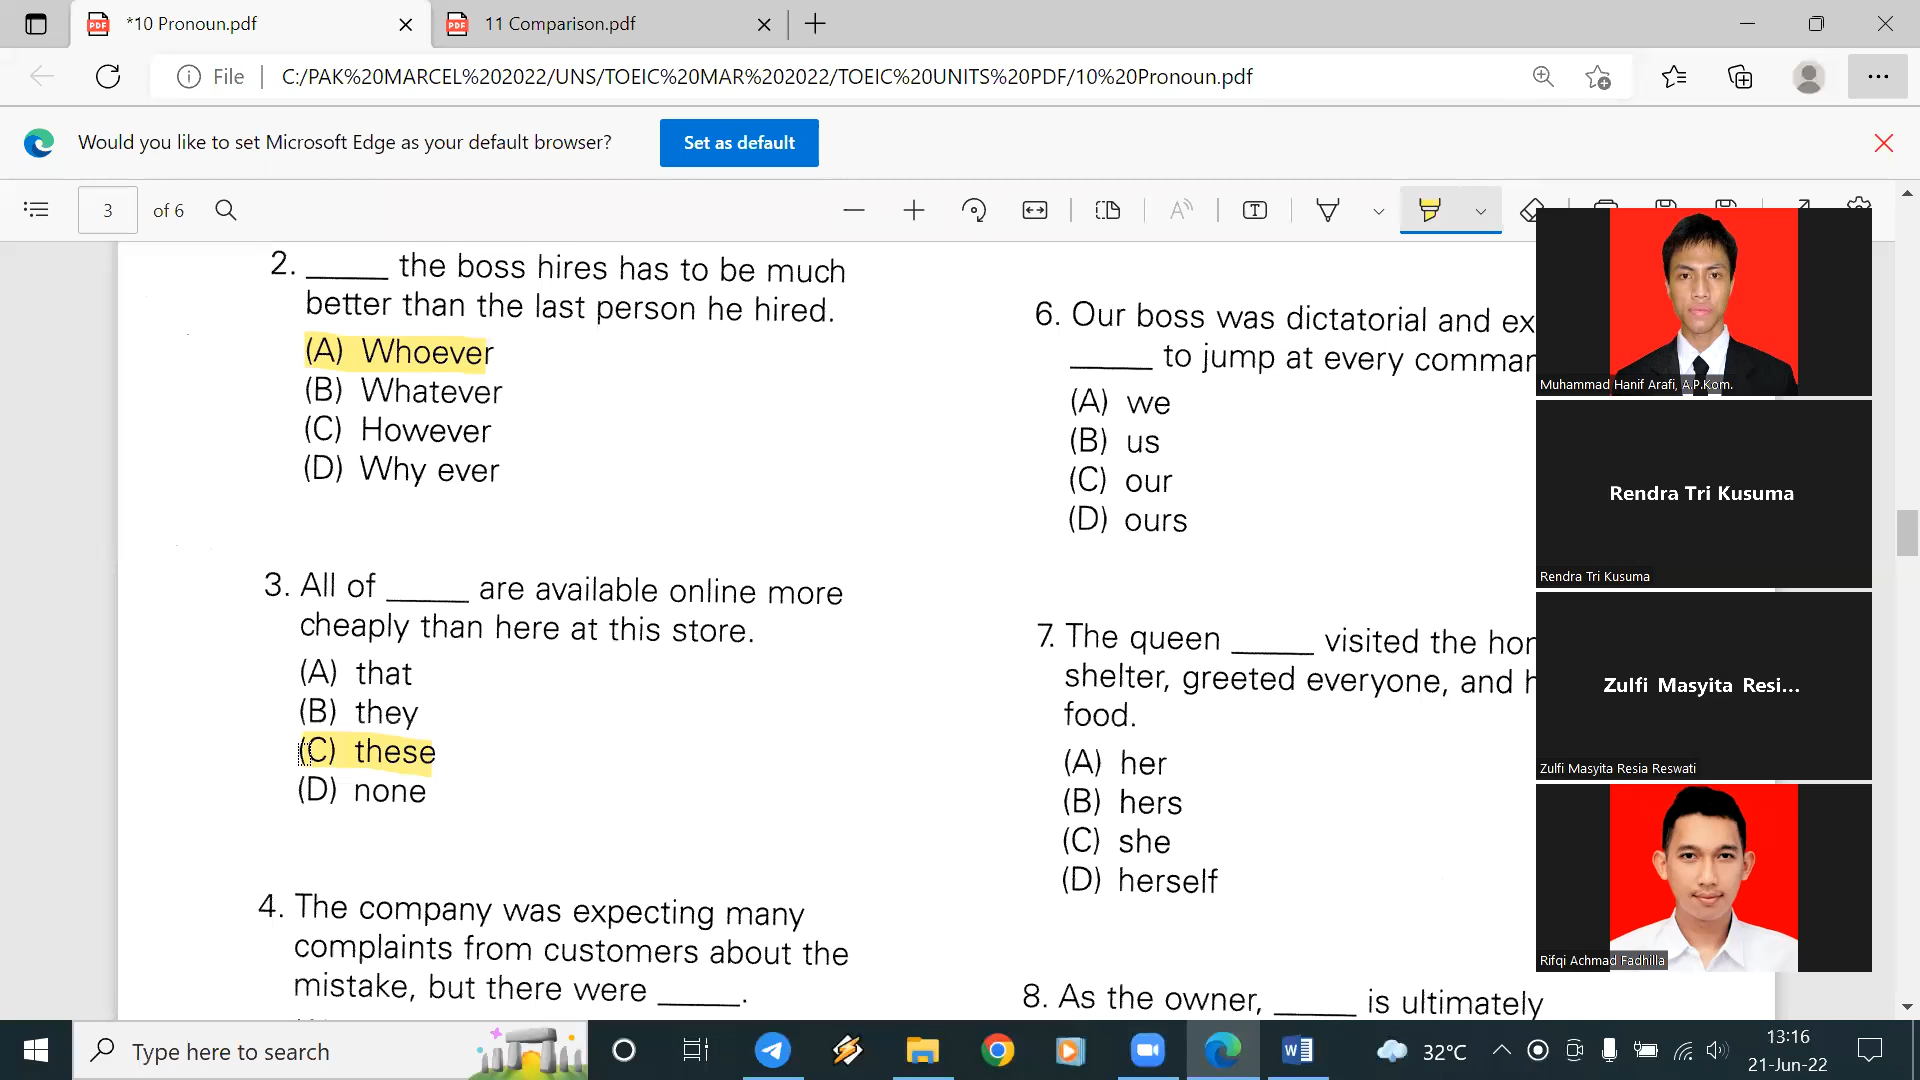 *10 Pronoun.pdf
11 Comparison.pdf
File
C:/PAK%20MARCEL%202022/UNS/TOEIC%20MAR%202022/TOEIC%20UNITS%20PDF/10%20Pronoun.pdf
Would you like to set Microsoft Edge as your default browser?
Set as default
3
of 6
2. _____ the boss hires has to be much
better than the last person he hired.
(A) Whoever
(B) Whatever
(C) However
(D) Why ever
3. All of _____ are available online more
cheaply than here at this store.
(A) that
(B) they
(C) these
(D) none
4. The company was expecting many
complaints from customers about the
mistake, but there were _____.
6. Our boss was dictatorial and ex
_____ to jump at every comman
(A) we
(B) us
(C) our
(D) ours
7. The queen _____ visited the hor
shelter, greeted everyone, and h
food.
(A) her
(B) hers
(C) she
(D) herself
8. As the owner, _____ is ultimately
Muhammad Hanif Arafi, A.P.Kom.
Rendra Tri Kusuma
Rendra Tri Kusuma
Zulfi Masyita Resi...
Zulfi Masyita Resia Reswati
Rifqi Achmad Fadhilla
Type here to search
32°C
13:16
21-Jun-22